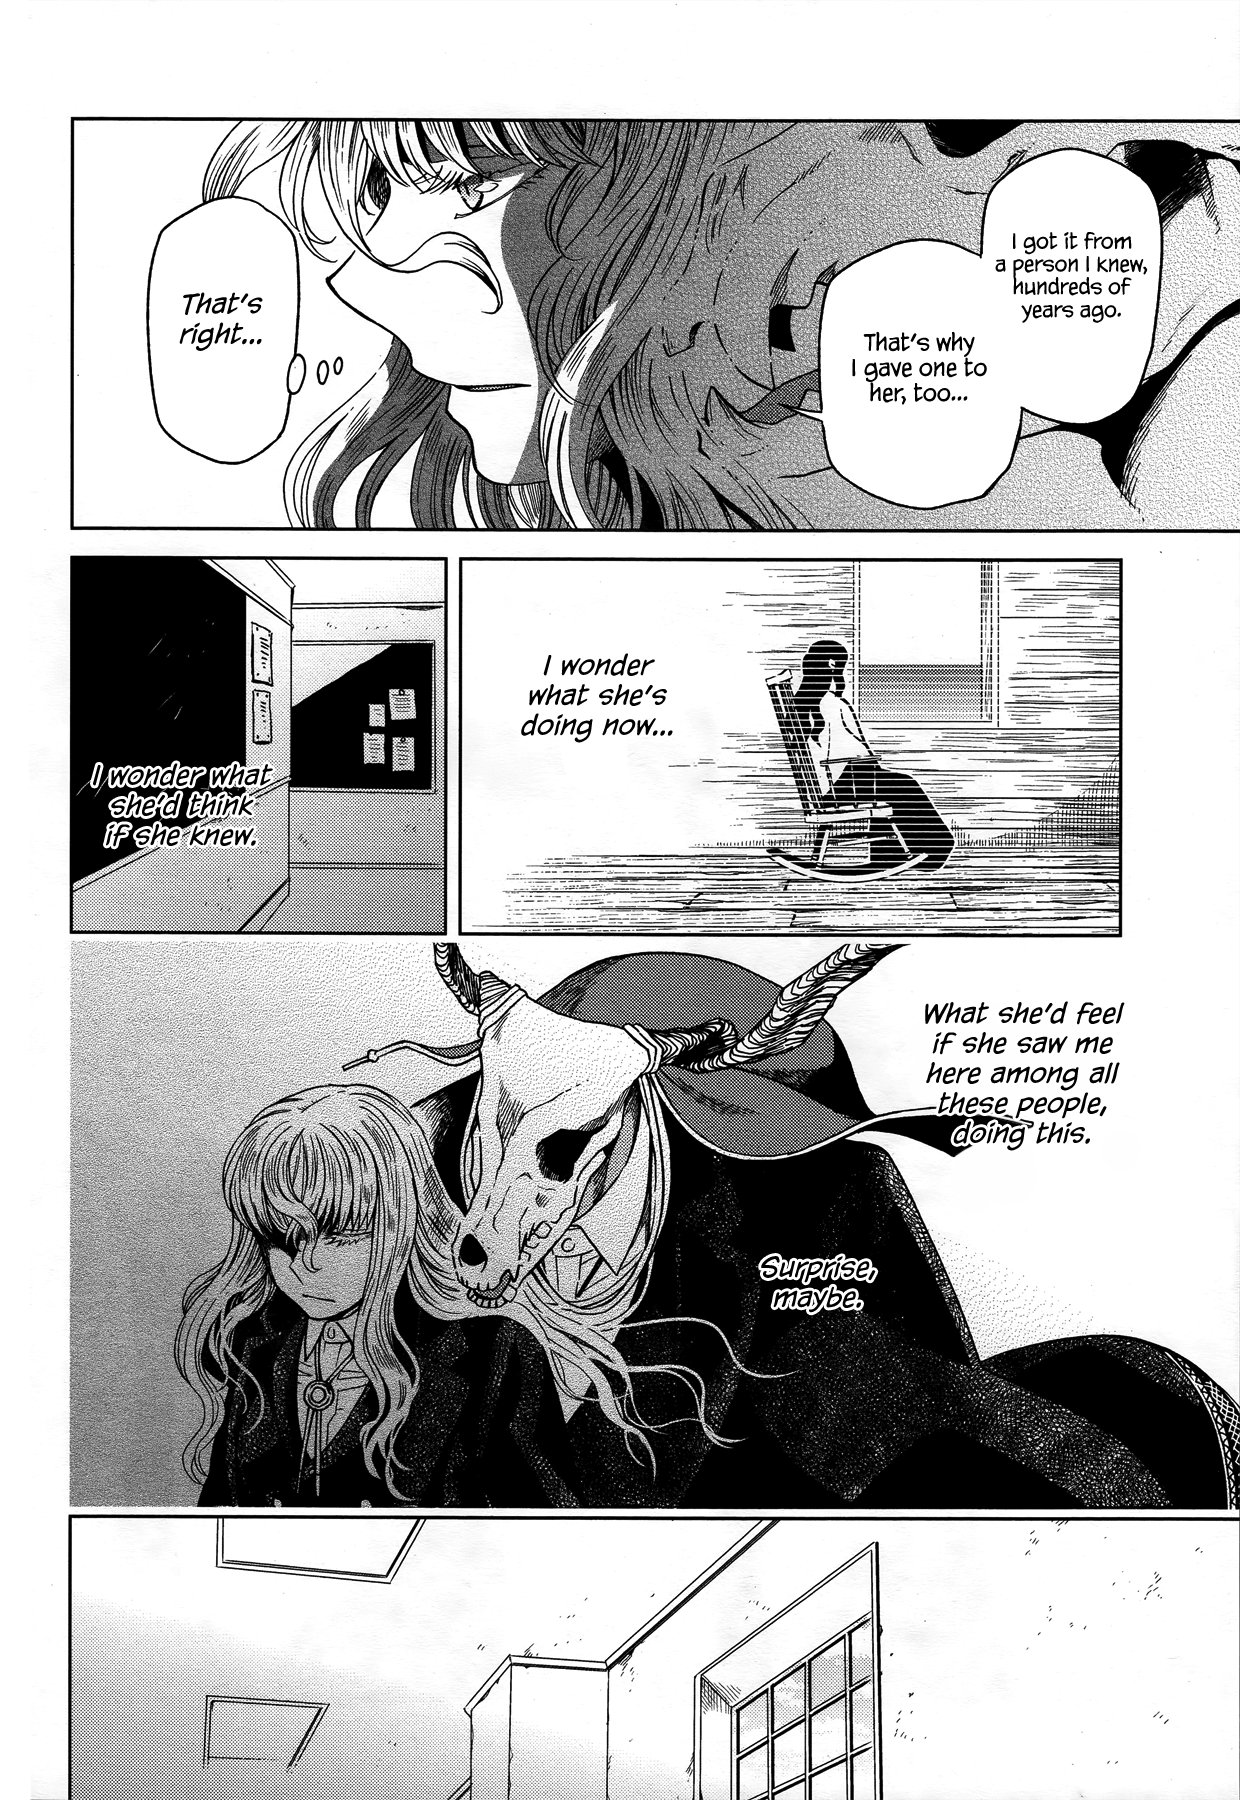 I got it from
a person I knew,
hundreds of
years ago.
That's why
I gave one to
her, too...
That's
right...
I wonder
what she's
doing now...
I wonder what
she'd think
if she knew.
What she'd feel
if she saw me
here among all
these people,
doing this.
Surprise,
maybe.